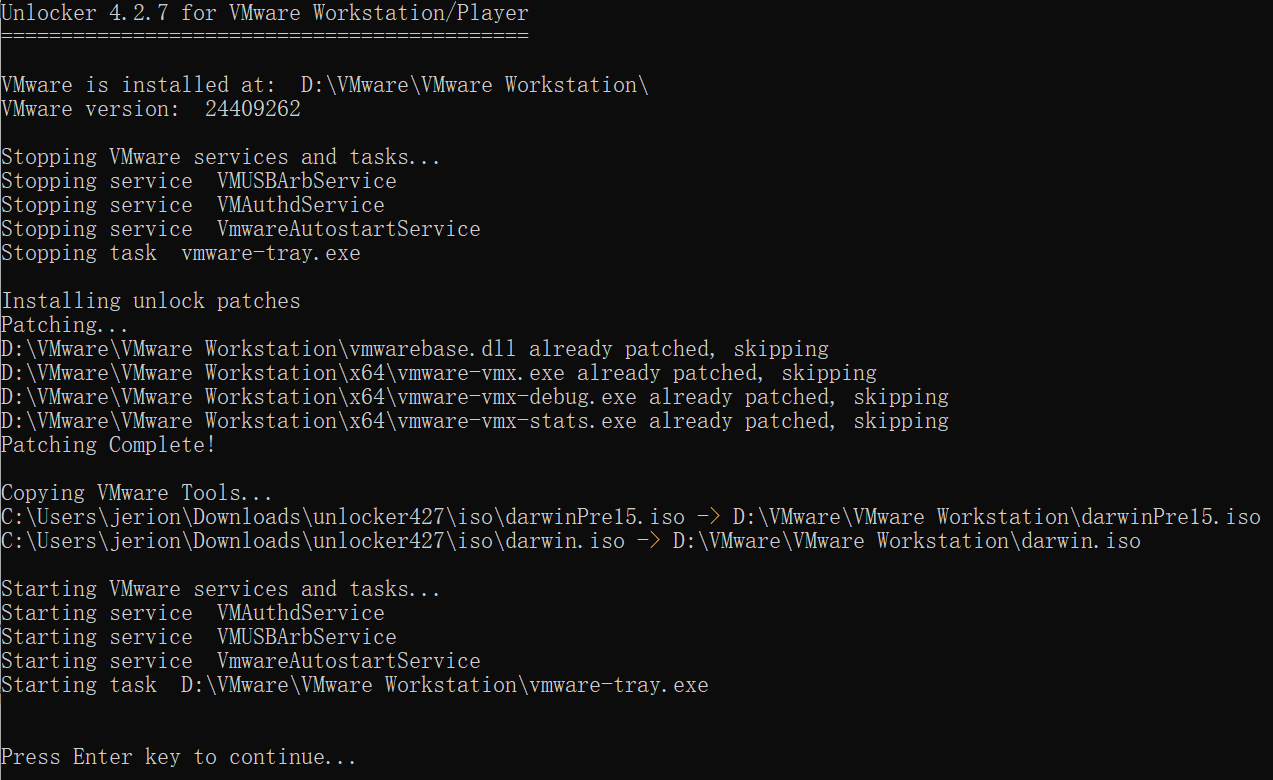 Unlocker 4.2.7 for VMware Workstation/Player
============================================
VMware is installed at:  D:\VMware\VMware Workstation\
VMware version:  24409262
Stopping VMware services and tasks...
Stopping service  VMUSBArbService
Stopping service  VMAuthdService
Stopping service  VmwareAutostartService
Stopping task  vmware-tray.exe
Installing unlock patches
Patching...
D:\VMware\VMware Workstation\vmwarebase.dll already patched, skipping
D:\VMware\VMware Workstation\x64\vmware-vmx.exe already patched, skipping
D:\VMware\VMware Workstation\x64\vmware-vmx-debug.exe already patched, skipping
D:\VMware\VMware Workstation\x64\vmware-vmx-stats.exe already patched, skipping
Patching Complete!
Copying VMware Tools...
C:\Users\jerion\Downloads\unlocker427\iso\darwinPre15.iso -> D:\VMware\VMware Workstation\darwinPre15.iso
C:\Users\jerion\Downloads\unlocker427\iso\darwin.iso -> D:\VMware\VMware Workstation\darwin.iso
Starting VMware services and tasks...
Starting service  VMAuthdService
Starting service  VMUSBArbService
Starting service  VmwareAutostartService
Starting task  D:\VMware\VMware Workstation\vmware-tray.exe
Press Enter key to continue...